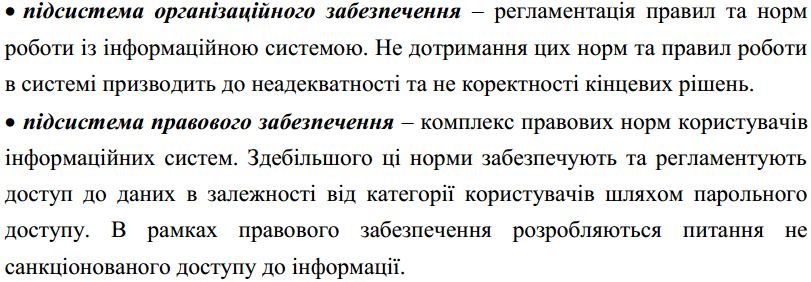 • підсистема організаційного забезпечення – регламентація правил та норм
роботи із інформаційною системою. Не дотримання цих норм та правил роботи
в системі призводить до неадекватності та не коректності кінцевих рішень.
• підсистема правового забезпечення – комплекс правових норм користувачів
інформаційних систем. Здебільшого ці норми забезпечують та регламентують
доступ до даних в залежності від категорії користувачів шляхом парольного
доступу. В рамках правового забезпечення розробляються питання не
санкціонованого доступу до інформації.